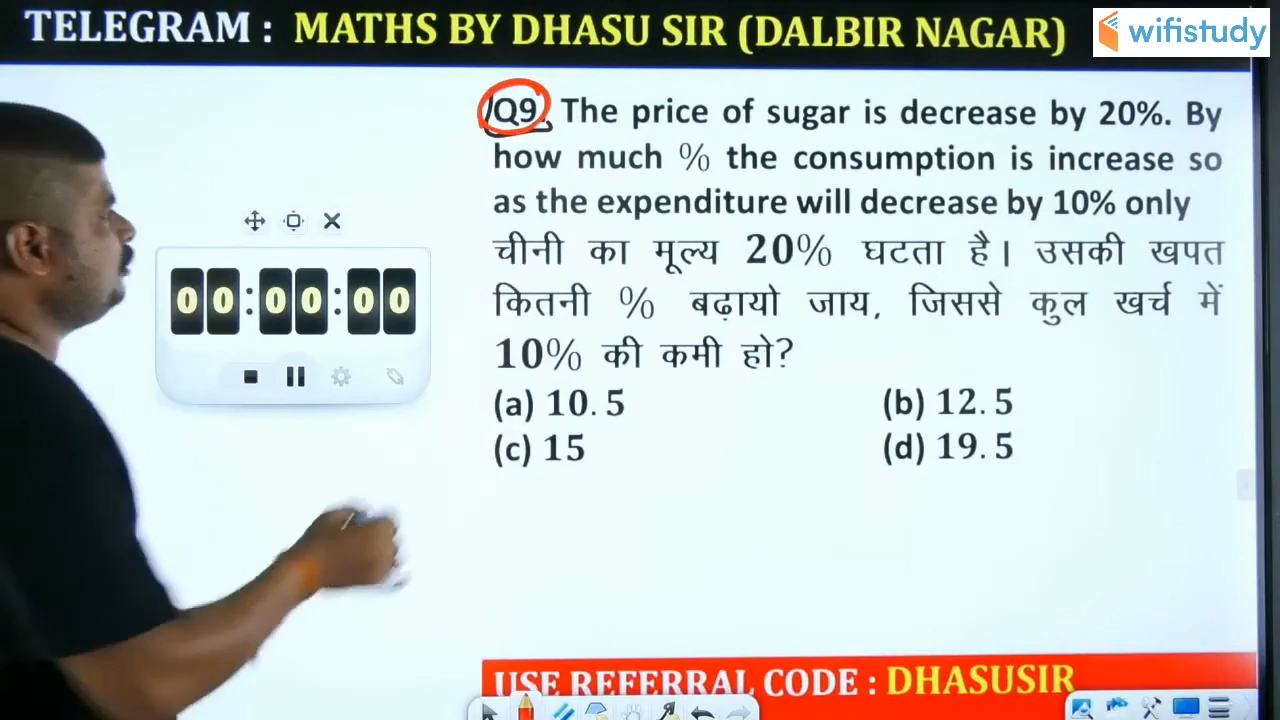 TELEGRAM : MATHS BY DHASU SIR (DALBIR NAGAR)
wifistudy
Q9. The price of sugar is decrease by 20%. By
how much % the consumption is increase so
as the expenditure will decrease by 10% only
चीनी का मूल्य 20% घटता है। उसकी खपत
कितनी % बढ़ायो जाय, जिससे कुल खर्च में
10% की कमी हो?
(a) 10.5 (b) 12.5
(c) 15 (d) 19.5
00:00:00
USE REFERRAL CODE : DHASUSIR